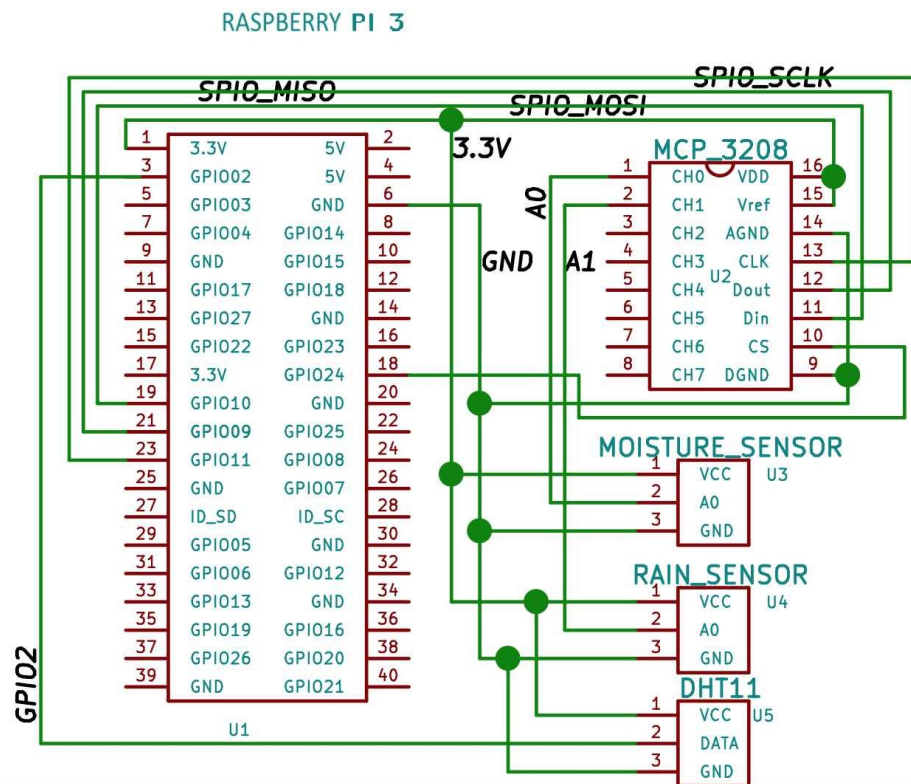 RASPBERRY PI 3
SPI0_SCLK
SPI0_MISO
SPI0_MOSI
3.3V
MCP_3208
A0
GND
A1
GPIO2
1 3.3V 5V 2
3 GPIO02 5V 4
5 GPIO03 GND 6
7 GPIO04 GPIO14 8
9 GND GPIO15 10
11 GPIO17 GPIO18 12
13 GPIO27 GND 14
15 GPIO22 GPIO23 16
17 3.3V GPIO24 18
19 GPIO10 GND 20
21 GPIO09 GPIO25 22
23 GPIO11 GPIO08 24
25 GND GPIO07 26
27 ID_SD ID_SC 28
29 GPIO05 GND 30
31 GPIO06 GPIO12 32
33 GPIO13 GND 34
35 GPIO19 GPIO16 36
37 GPIO26 GPIO20 38
39 GND GPIO21 40
U1
1 CH0 VDD 16
2 CH1 Vref 15
3 CH2 AGND 14
4 CH3 CLK 13
U2
5 CH4 Dout 12
6 CH5 Din 11
7 CH6 CS 10
8 CH7 DGND 9
MOISTURE_SENSOR
1 VCC U3
2 A0
3 GND
RAIN_SENSOR
1 VCC U4
2 A0
3 GND
DHT11
1 VCC U5
2 DATA
3 GND